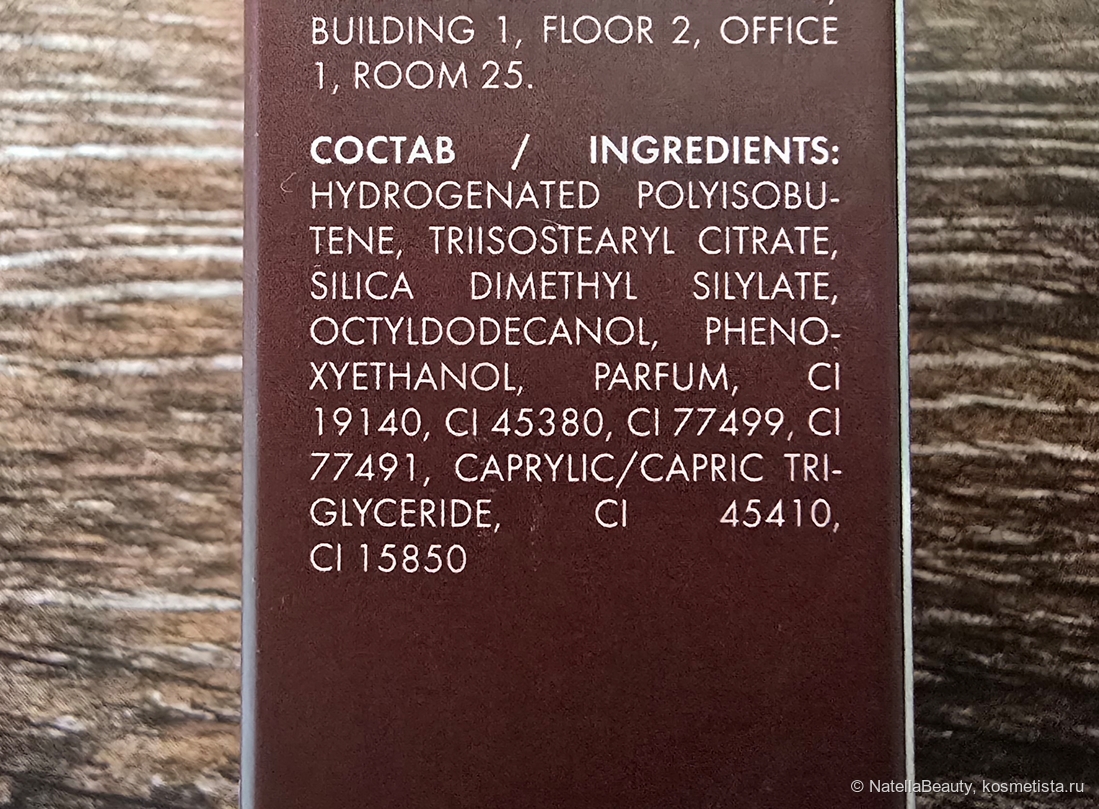 BUILDING 1, FLOOR 2, OFFICE
1, ROOM 25.
СОСТАВ / INGREDIENTS:
HYDROGENATED POLYISOBU-
TENE, TRIISOSTEARYL CITRATE,
SILICA DIMETHYL SILYLATE,
OCTYLDODECANOL, PHENO-
XYETHANOL, PARFUM, CI
19140, CI 45380, CI 77499, CI
77491, CAPRYLIC/CAPRIC TRI-
GLYCERIDE, CI 45410,
CI 15850
© NatellaBeauty, kosmetista.ru